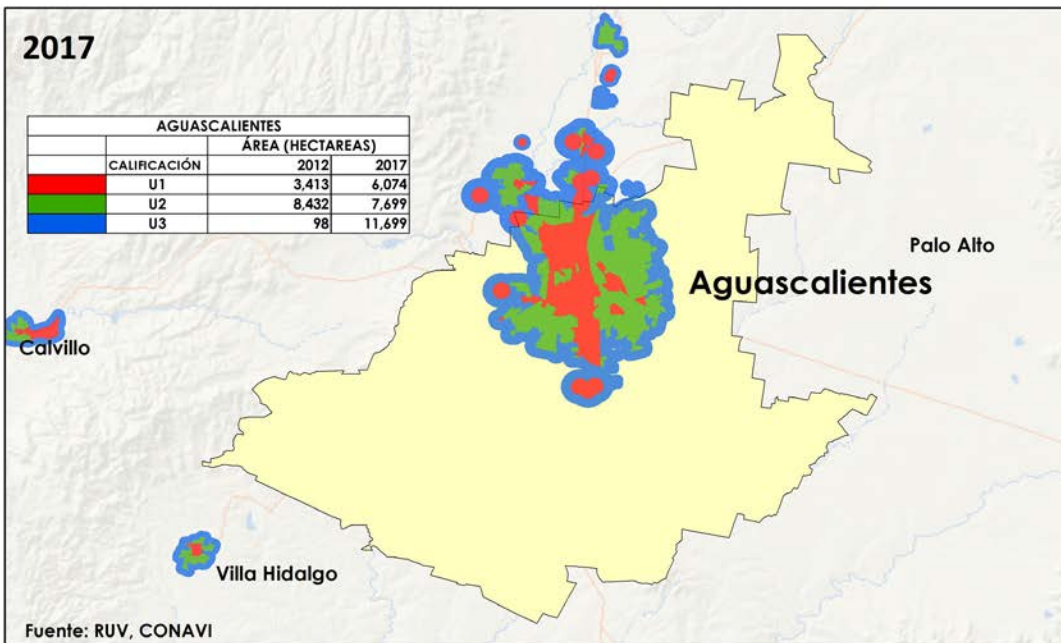 2017
AGUASCALIENTES
ÁREA (HECTAREAS)
CALIFICACIÓN 2012 2017
U1 3,413 6,074
U2 8,432 7,699
U3 98 11,699
Palo Alto
Aguascalientes
Calvillo
Villa Hidalgo
Fuente: RUV, CONAVI